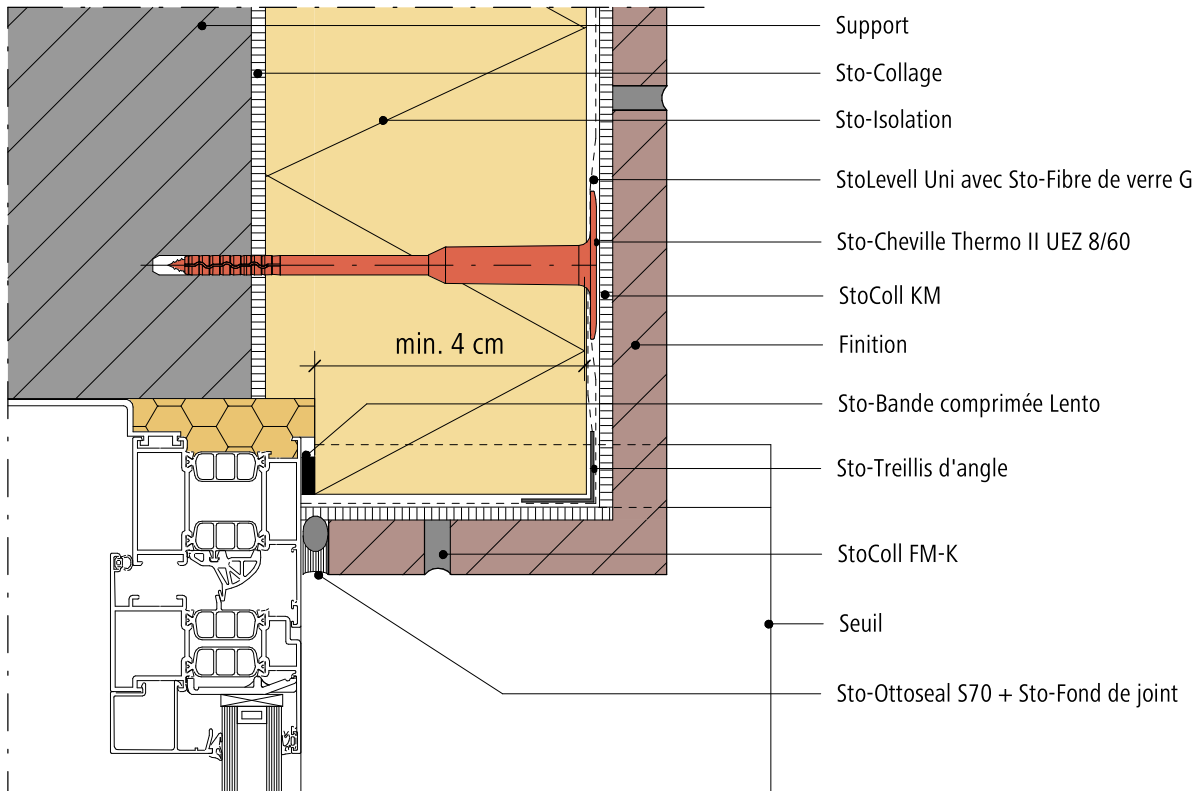 Support
Sto-Collage
Sto-Isolation
StoLevell Uni avec Sto-Fibre de verre G
Sto-Cheville Thermo II UEZ 8/60
StoColl KM
min. 4 cm
Finition
Sto-Bande comprimée Lento
Sto-Treillis d'angle
StoColl FM-K
Seuil
Sto-Ottoseal S70 + Sto-Fond de joint